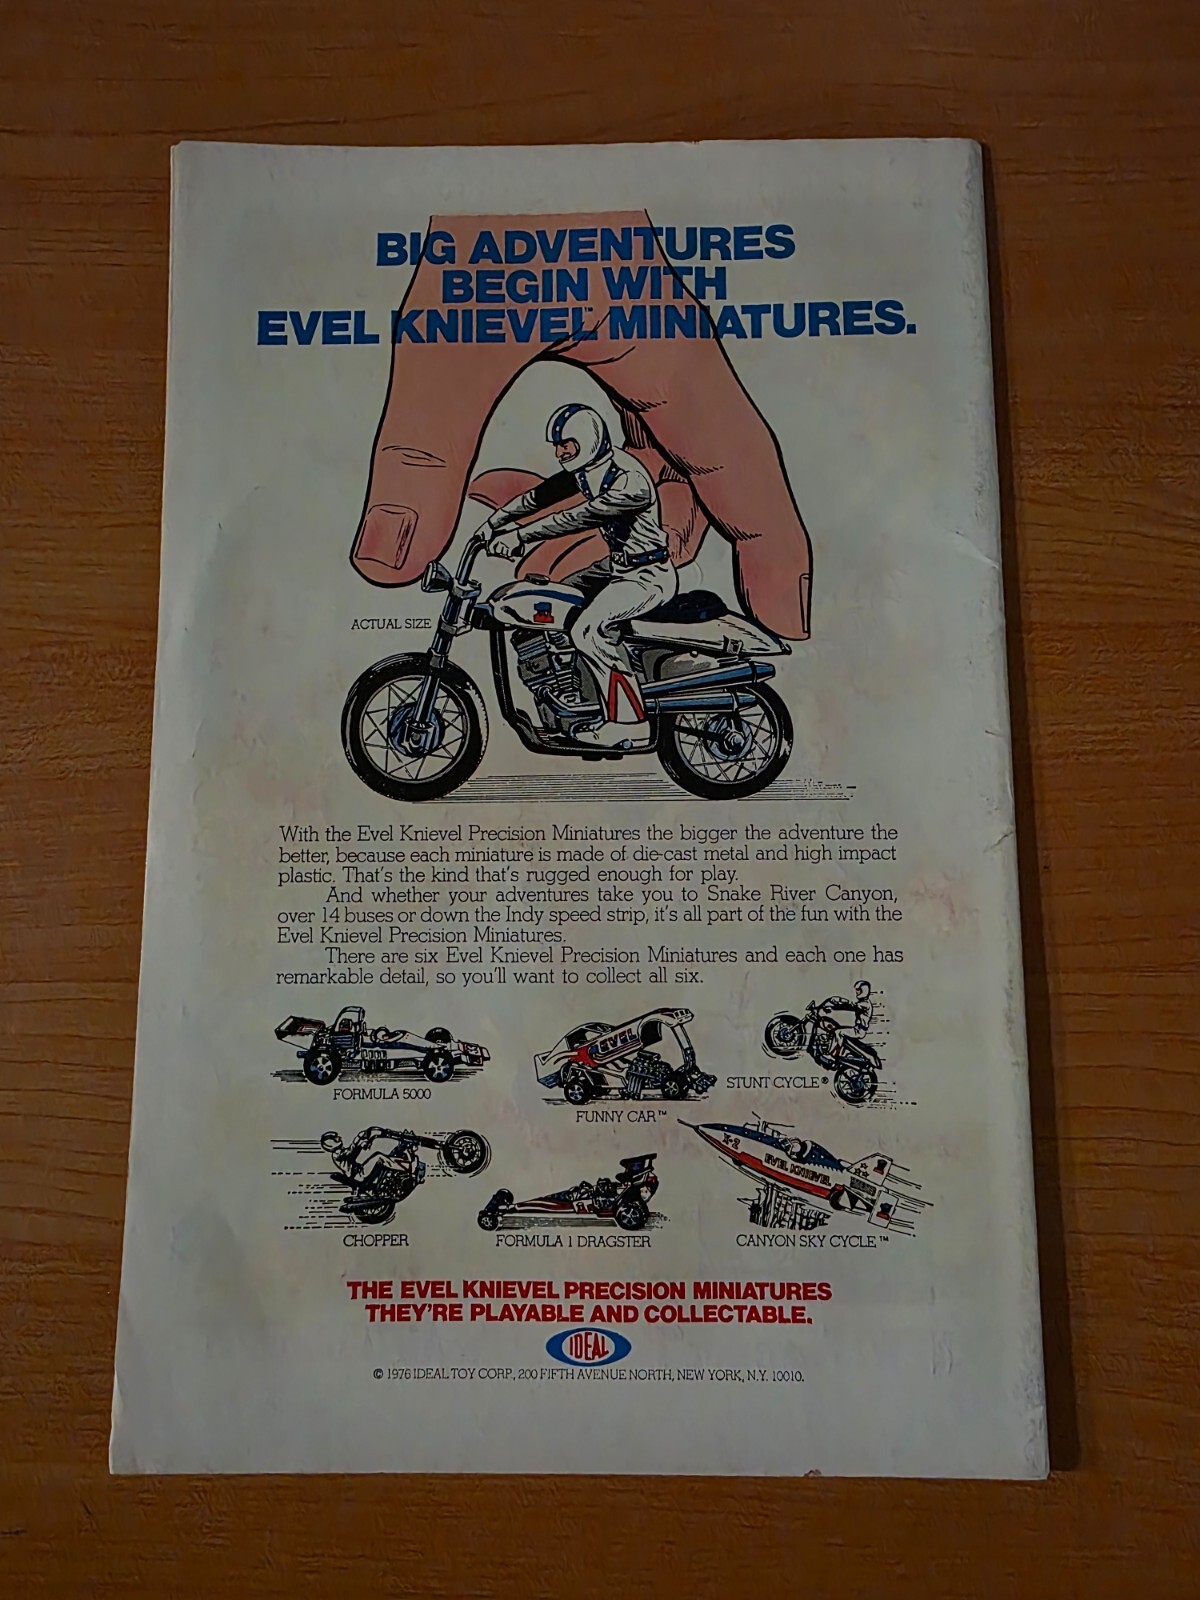 BIG ADVENTURES
BEGIN WITH
EVEL KNIEVEL™ MINIATURES.
ACTUAL SIZE
With the Evel Knievel Precision Miniatures the bigger the adventure the
better, because each miniature is made of die-cast metal and high impact
plastic. That's the kind that's rugged enough for play.
And whether your adventures take you to Snake River Canyon,
over 14 buses or down the Indy speed strip, it's all part of the fun with the
Evel Knievel Precision Miniatures.
There are six Evel Knievel Precision Miniatures and each one has
remarkable detail, so you'll want to collect all six.
FORMULA 5000
EVEL
FUNNY CAR™
STUNT CYCLE®
CHOPPER
FORMULA 1 DRAGSTER
X-2
EVEL KNIEVEL
CANYON SKY CYCLE™
THE EVEL KNIEVEL PRECISION MINIATURES
THEY'RE PLAYABLE AND COLLECTABLE.
IDEAL
© 1976 IDEAL TOY CORP., 200 FIFTH AVENUE NORTH, NEW YORK, N.Y. 10010.